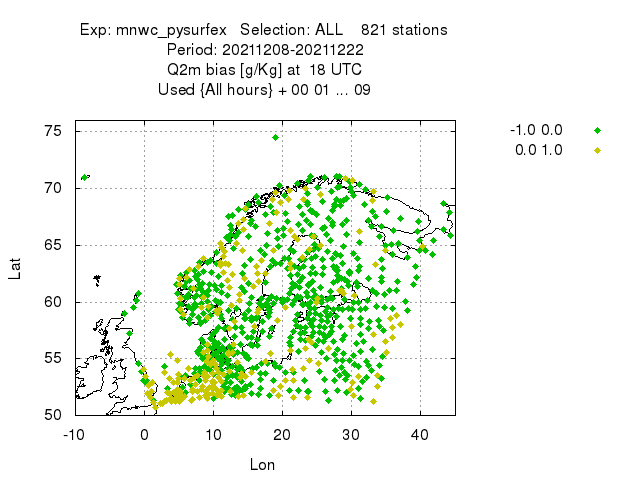 Exp: mnwc_pysurfex   Selection: ALL    821 stations
Period: 20211208-20211222
Q2m bias [g/Kg] at  18 UTC
Used {All hours} + 00 01 ... 09
-1.0 0.0
0.0 1.0
75
70
65
60
55
50
Lat
-10 0 10 20 30 40
Lon